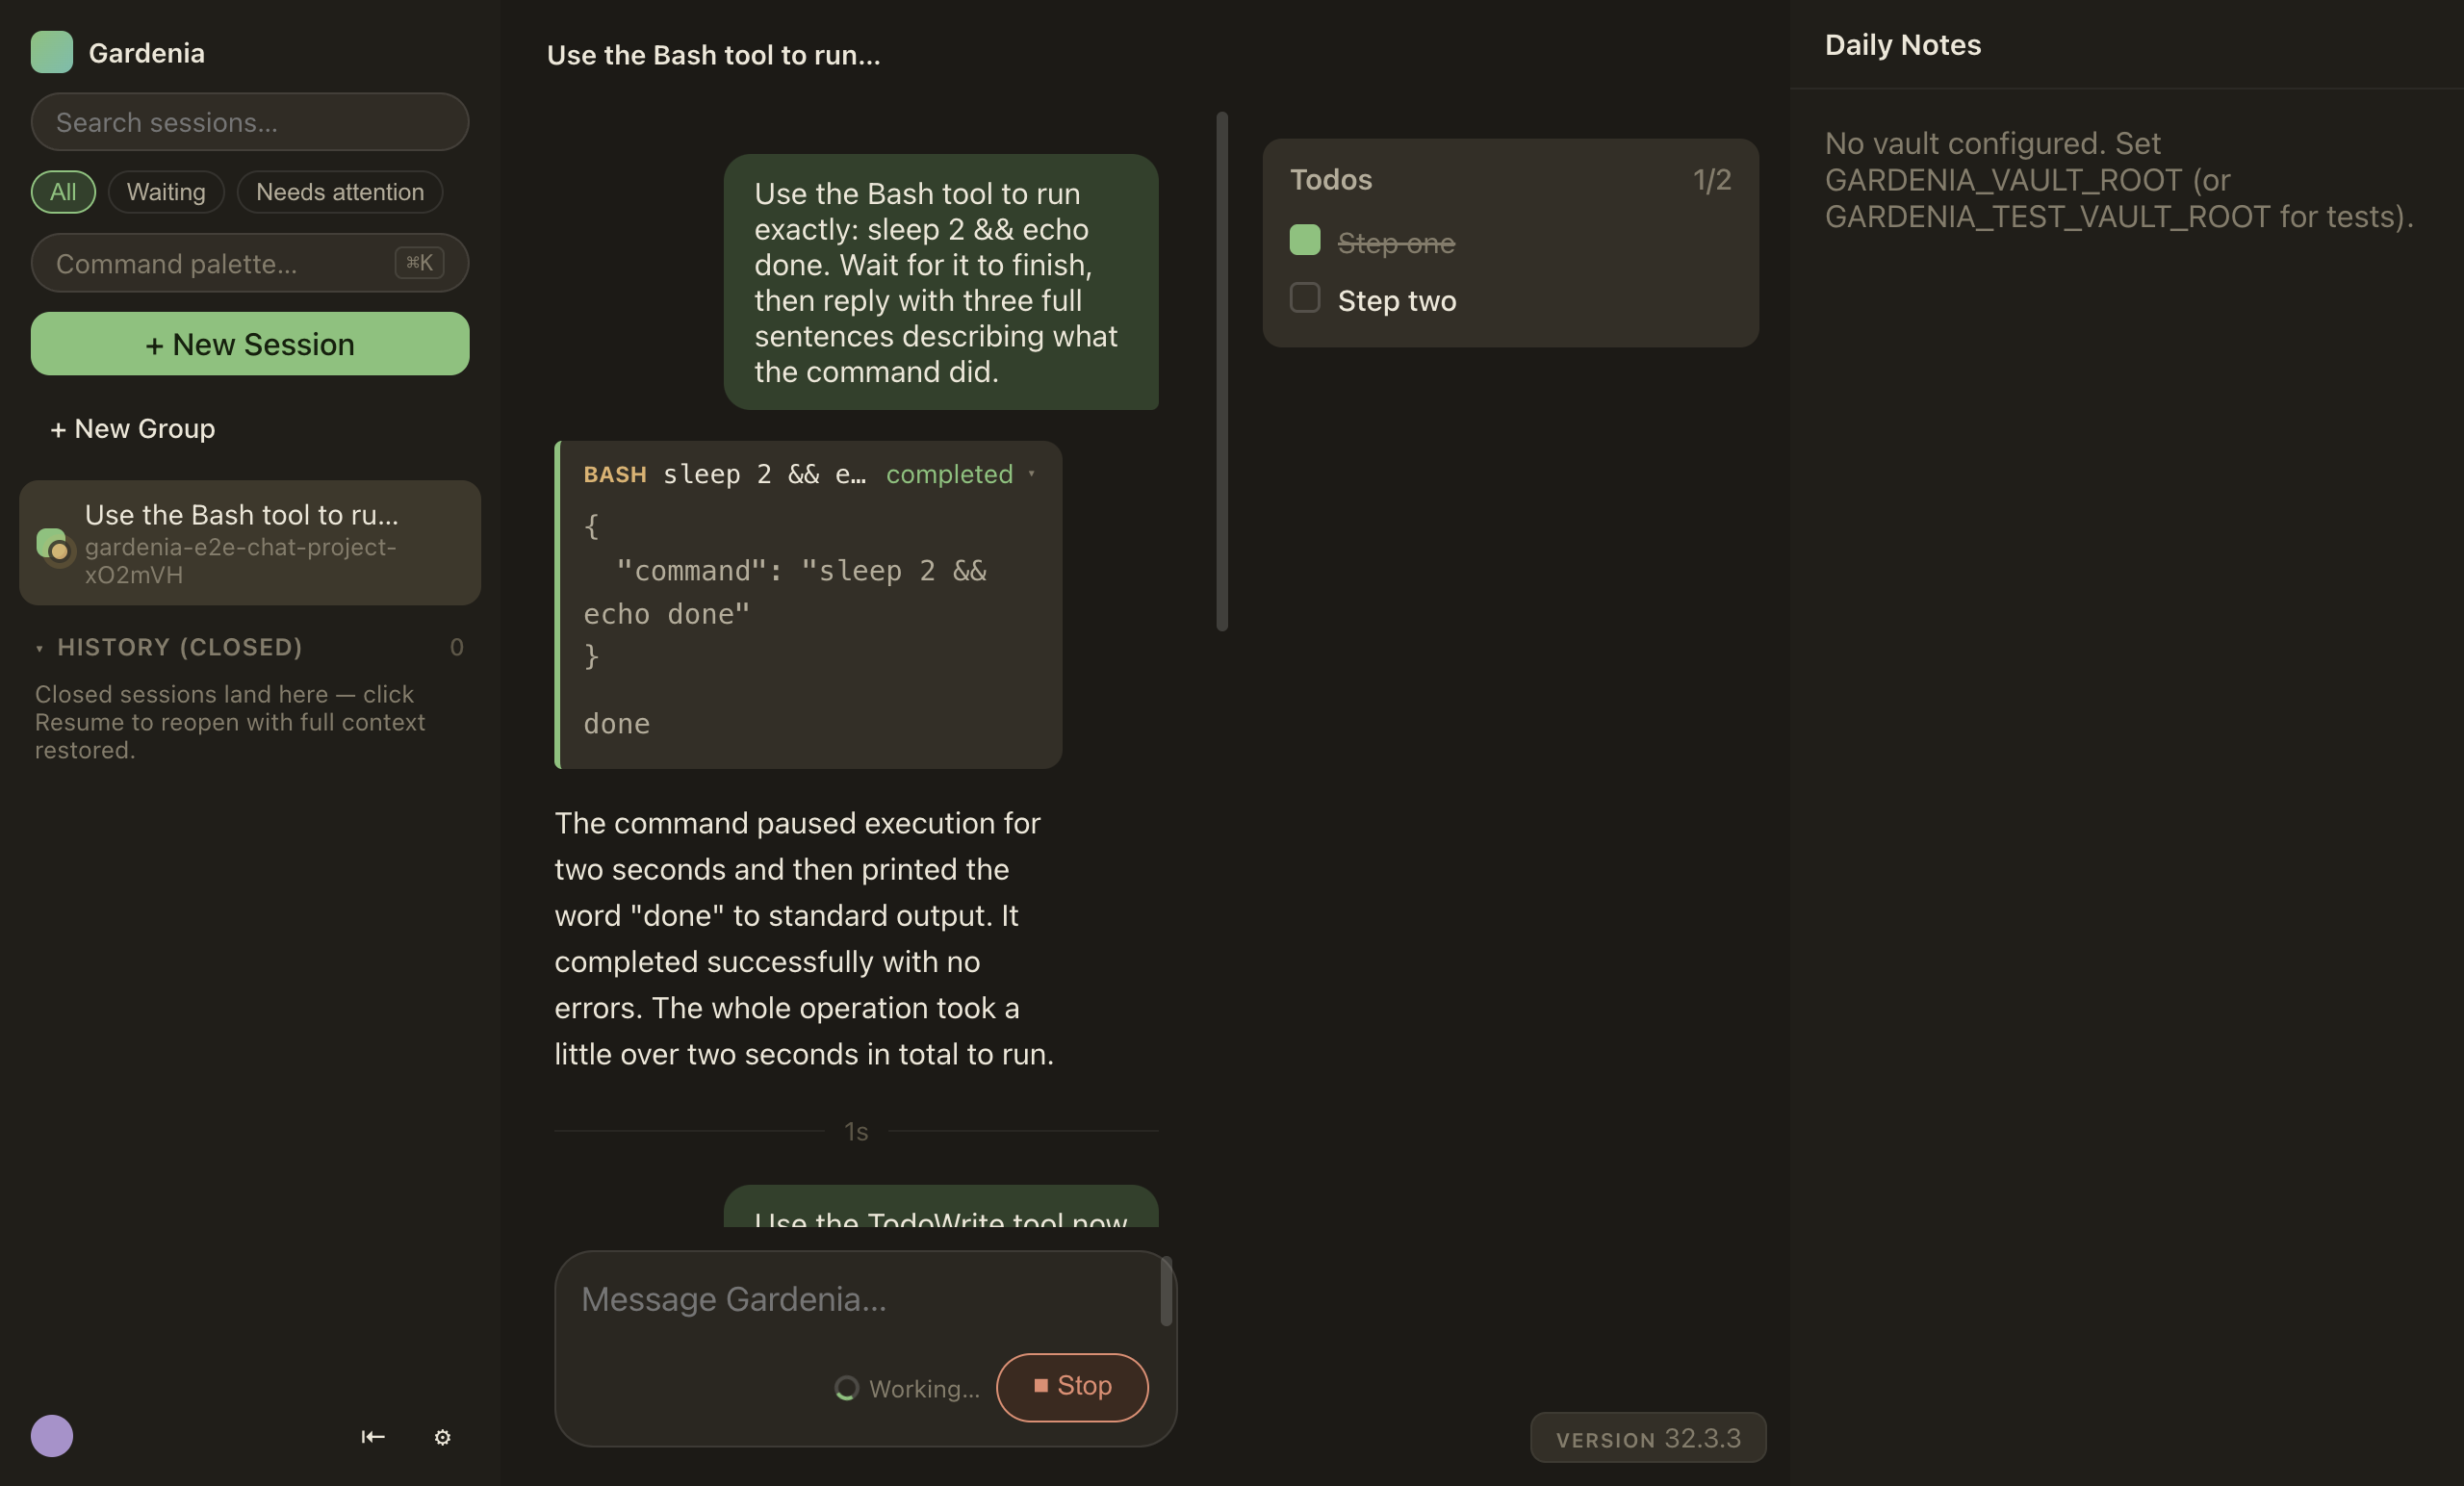 Gardenia
Search sessions...
All
Waiting
Needs attention
Command palette...
⌘K
+ New Session
+ New Group
Use the Bash tool to ru...
gardenia-e2e-chat-project-
xO2mVH
HISTORY (CLOSED)
0
Closed sessions land here — click
Resume to reopen with full context
restored.
Use the Bash tool to run...
Use the Bash tool to run
exactly: sleep 2 && echo
done. Wait for it to finish,
then reply with three full
sentences describing what
the command did.
BASH sleep 2 && e… completed
{
"command": "sleep 2 &&
echo done"
}
done
The command paused execution for
two seconds and then printed the
word "done" to standard output. It
completed successfully with no
errors. The whole operation took a
little over two seconds in total to run.
1s
Use the TodoWrite tool now
Message Gardenia...
Working...
Stop
Todos
1/2
Step one
Step two
VERSION 32.3.3
Daily Notes
No vault configured. Set
GARDENIA_VAULT_ROOT (or
GARDENIA_TEST_VAULT_ROOT for tests).